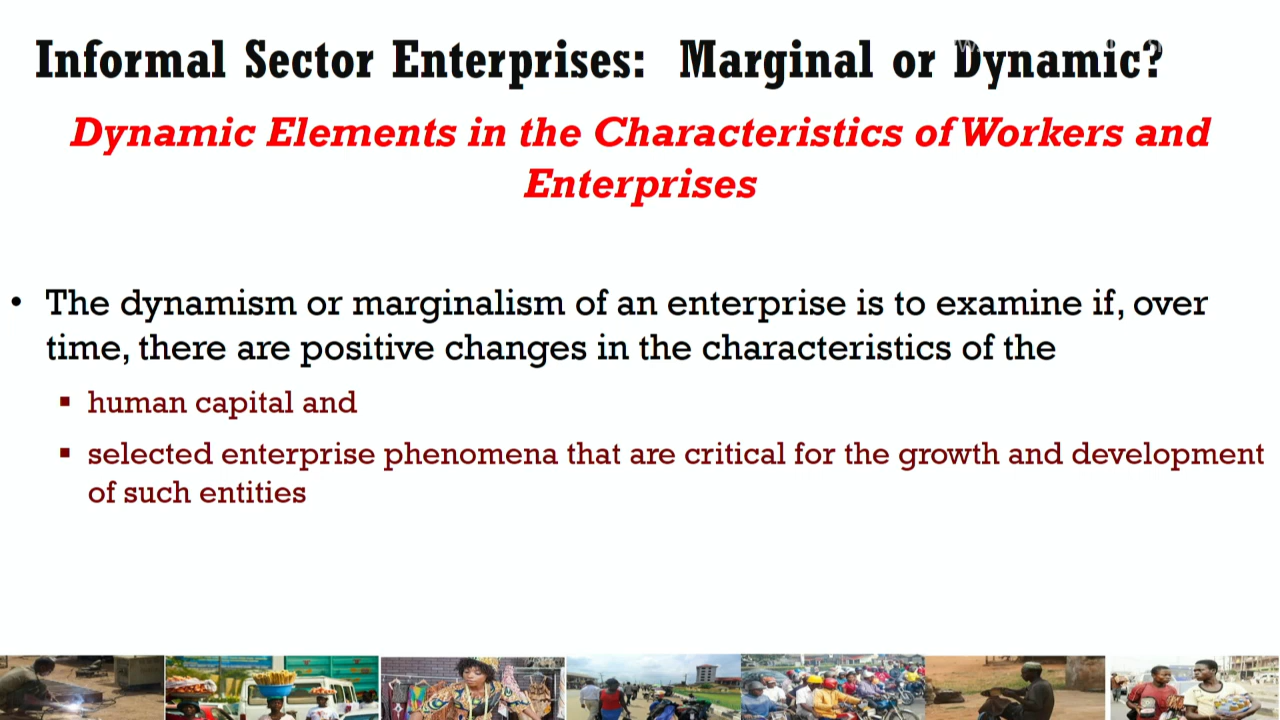 Informal Sector Enterprises: Marginal or Dynamic?
Dynamic Elements in the Characteristics of Workers and
Enterprises
• The dynamism or marginalism of an enterprise is to examine if, over
time, there are positive changes in the characteristics of the
▪ human capital and
▪ selected enterprise phenomena that are critical for the growth and development
of such entities